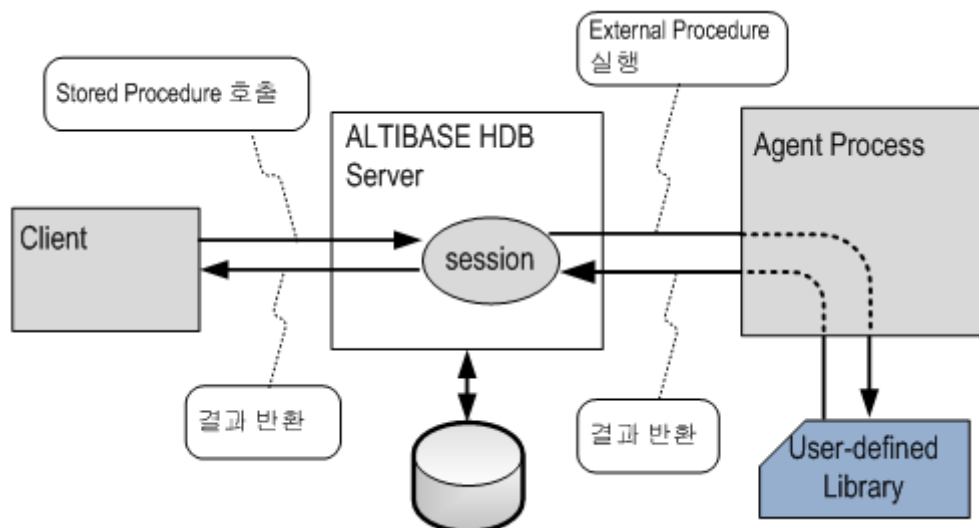 External Procedure
실행
Stored Procedure 호출
ALTIBASE HDB
Server
Agent Process
Client
session
결과 반환
결과 반환
User-defined
Library